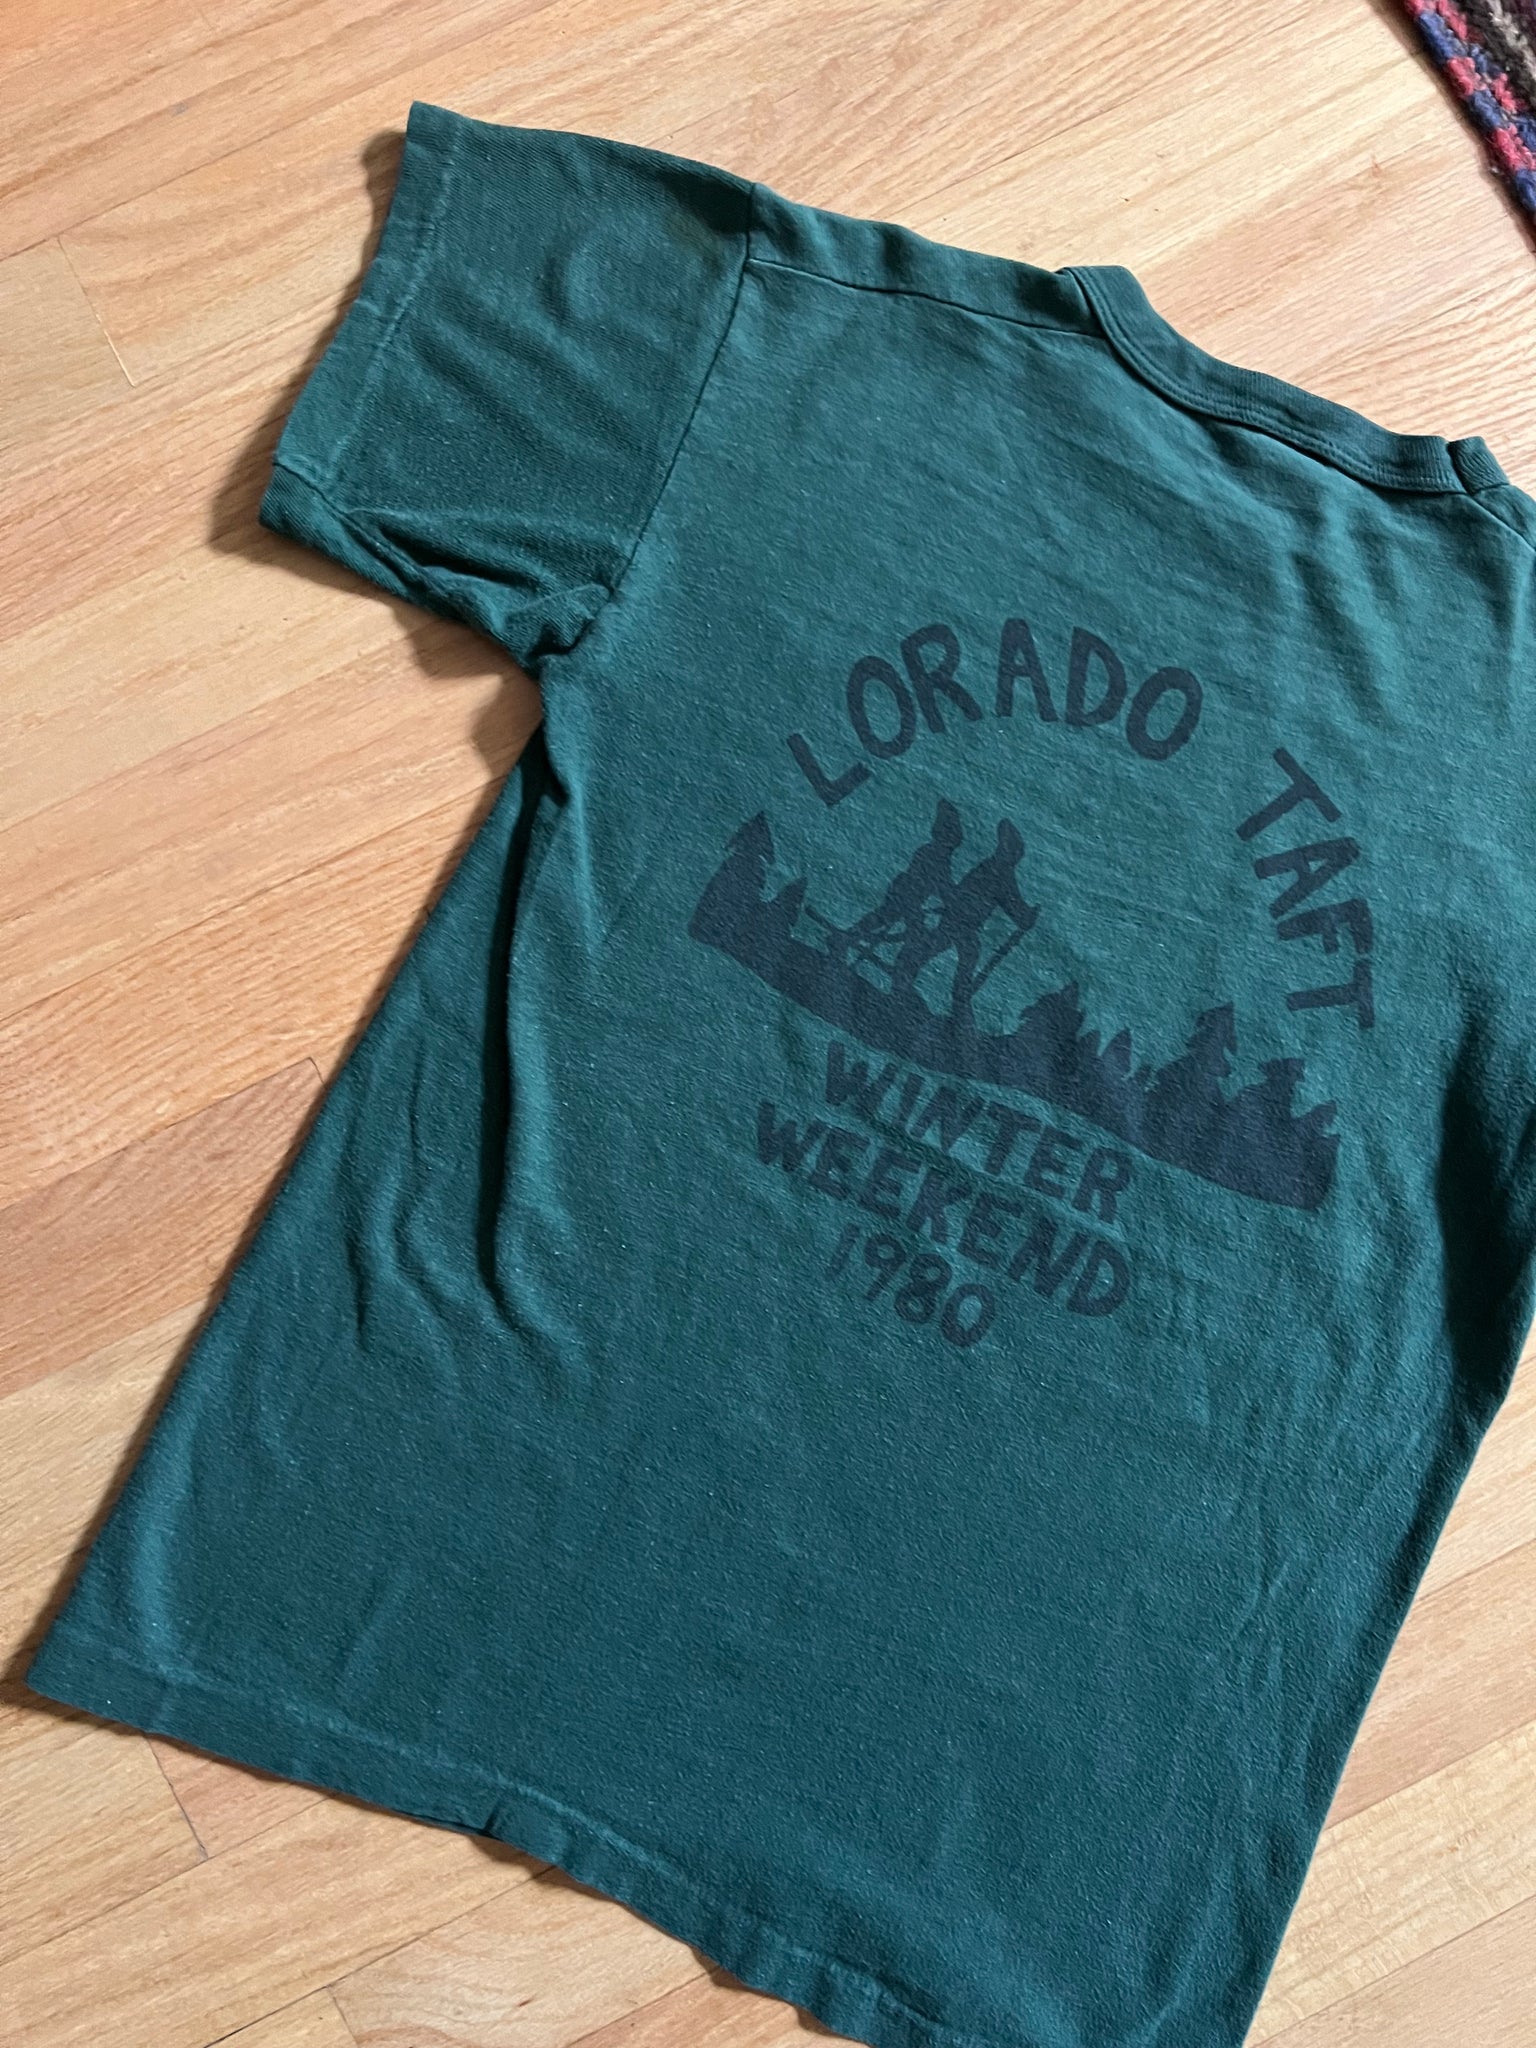 LORADO TAFT
WINTER
WEEKEND
1980